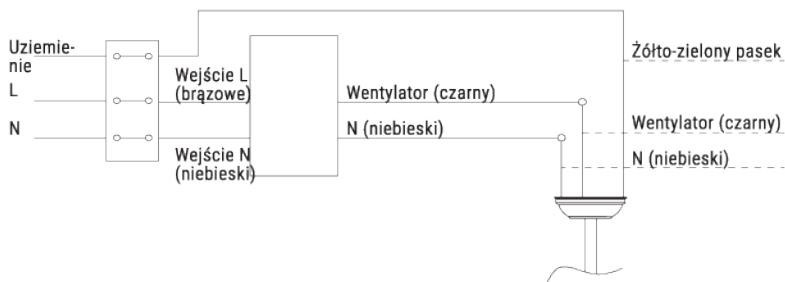 Uziemie-
nie
L
N
Wejście L
(brązowe)
Wejście N
(niebieski)
Wentylator (czarny)
N (niebieski)
Żółto-zielony pasek
Wentylator (czarny)
N (niebieski)